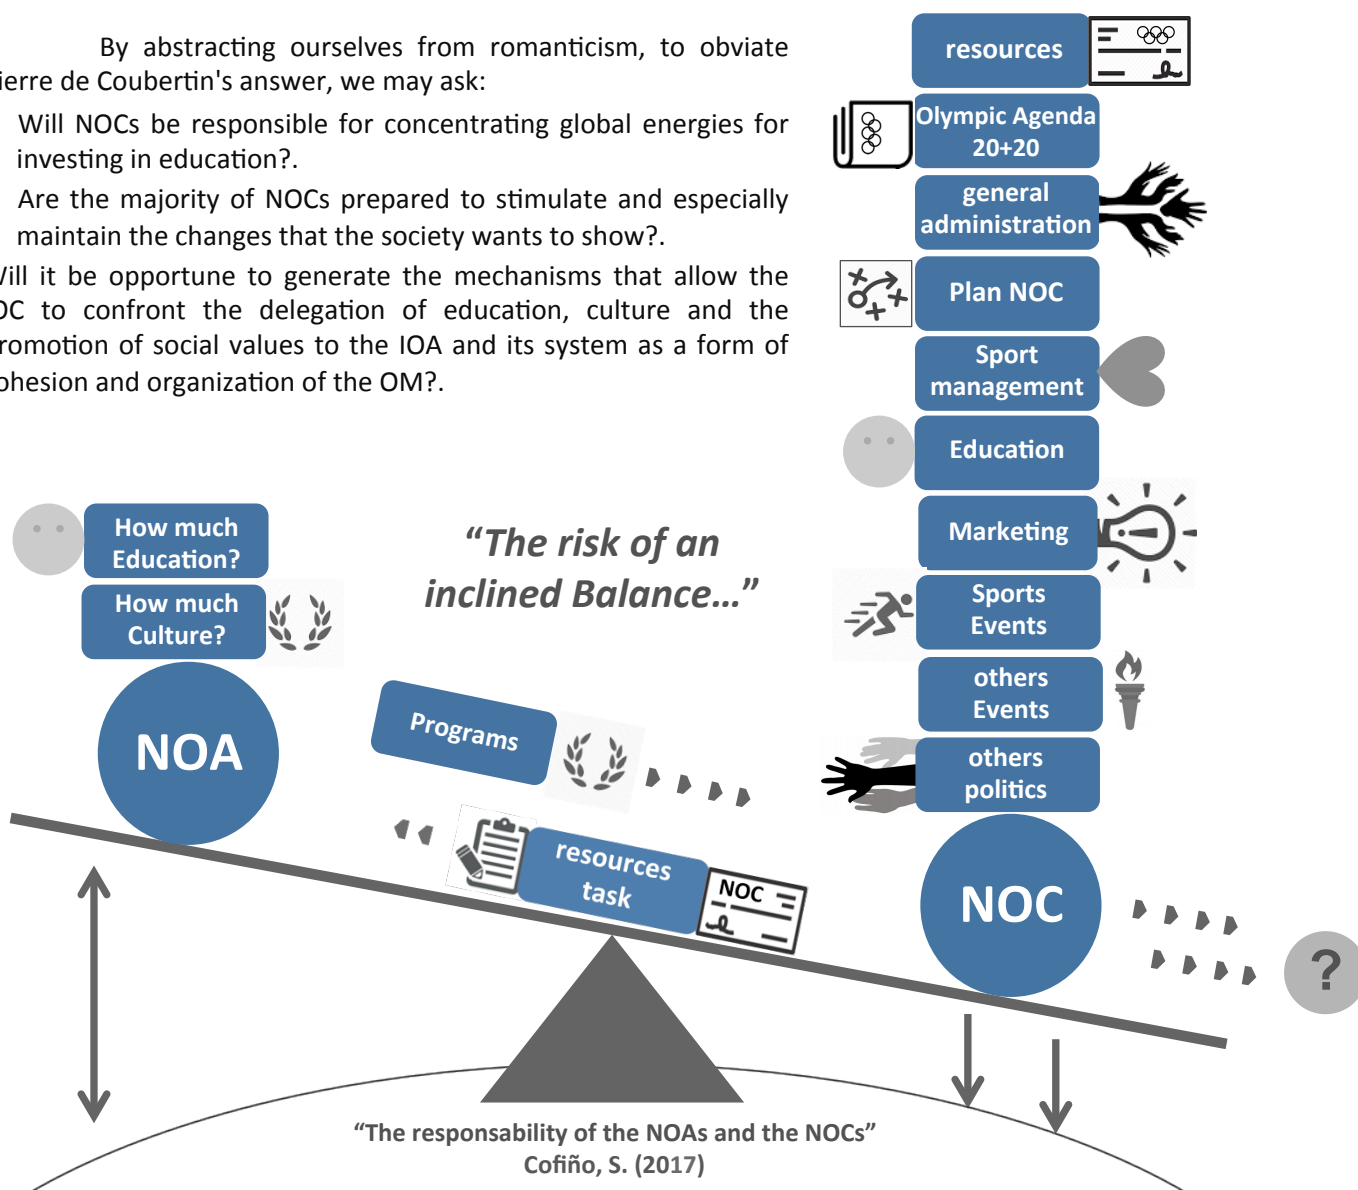 By abstracting ourselves from romanticism, to obviate
ierre de Coubertin's answer, we may ask:
Will NOCs be responsible for concentrating global energies for
investing in education?.
Are the majority of NOCs prepared to stimulate and especially
maintain the changes that the society wants to show?.
Will it be opportune to generate the mechanisms that allow the
OC to confront the delegation of education, culture and the
romotion of social values to the IOA and its system as a form of
ohesion and organization of the OM?.
resources
Olympic Agenda
20+20
general
administration
Plan NOC
Sport
management
Education
Marketing
Sports
Events
others
Events
others
politics
NOC
How much
Education?
How much
Culture?
NOA
"The risk of an
inclined Balance..."
Programs
resources
task
NOC
?
"The responsability of the NOAs and the NOCs"
Cofiño, S. (2017)